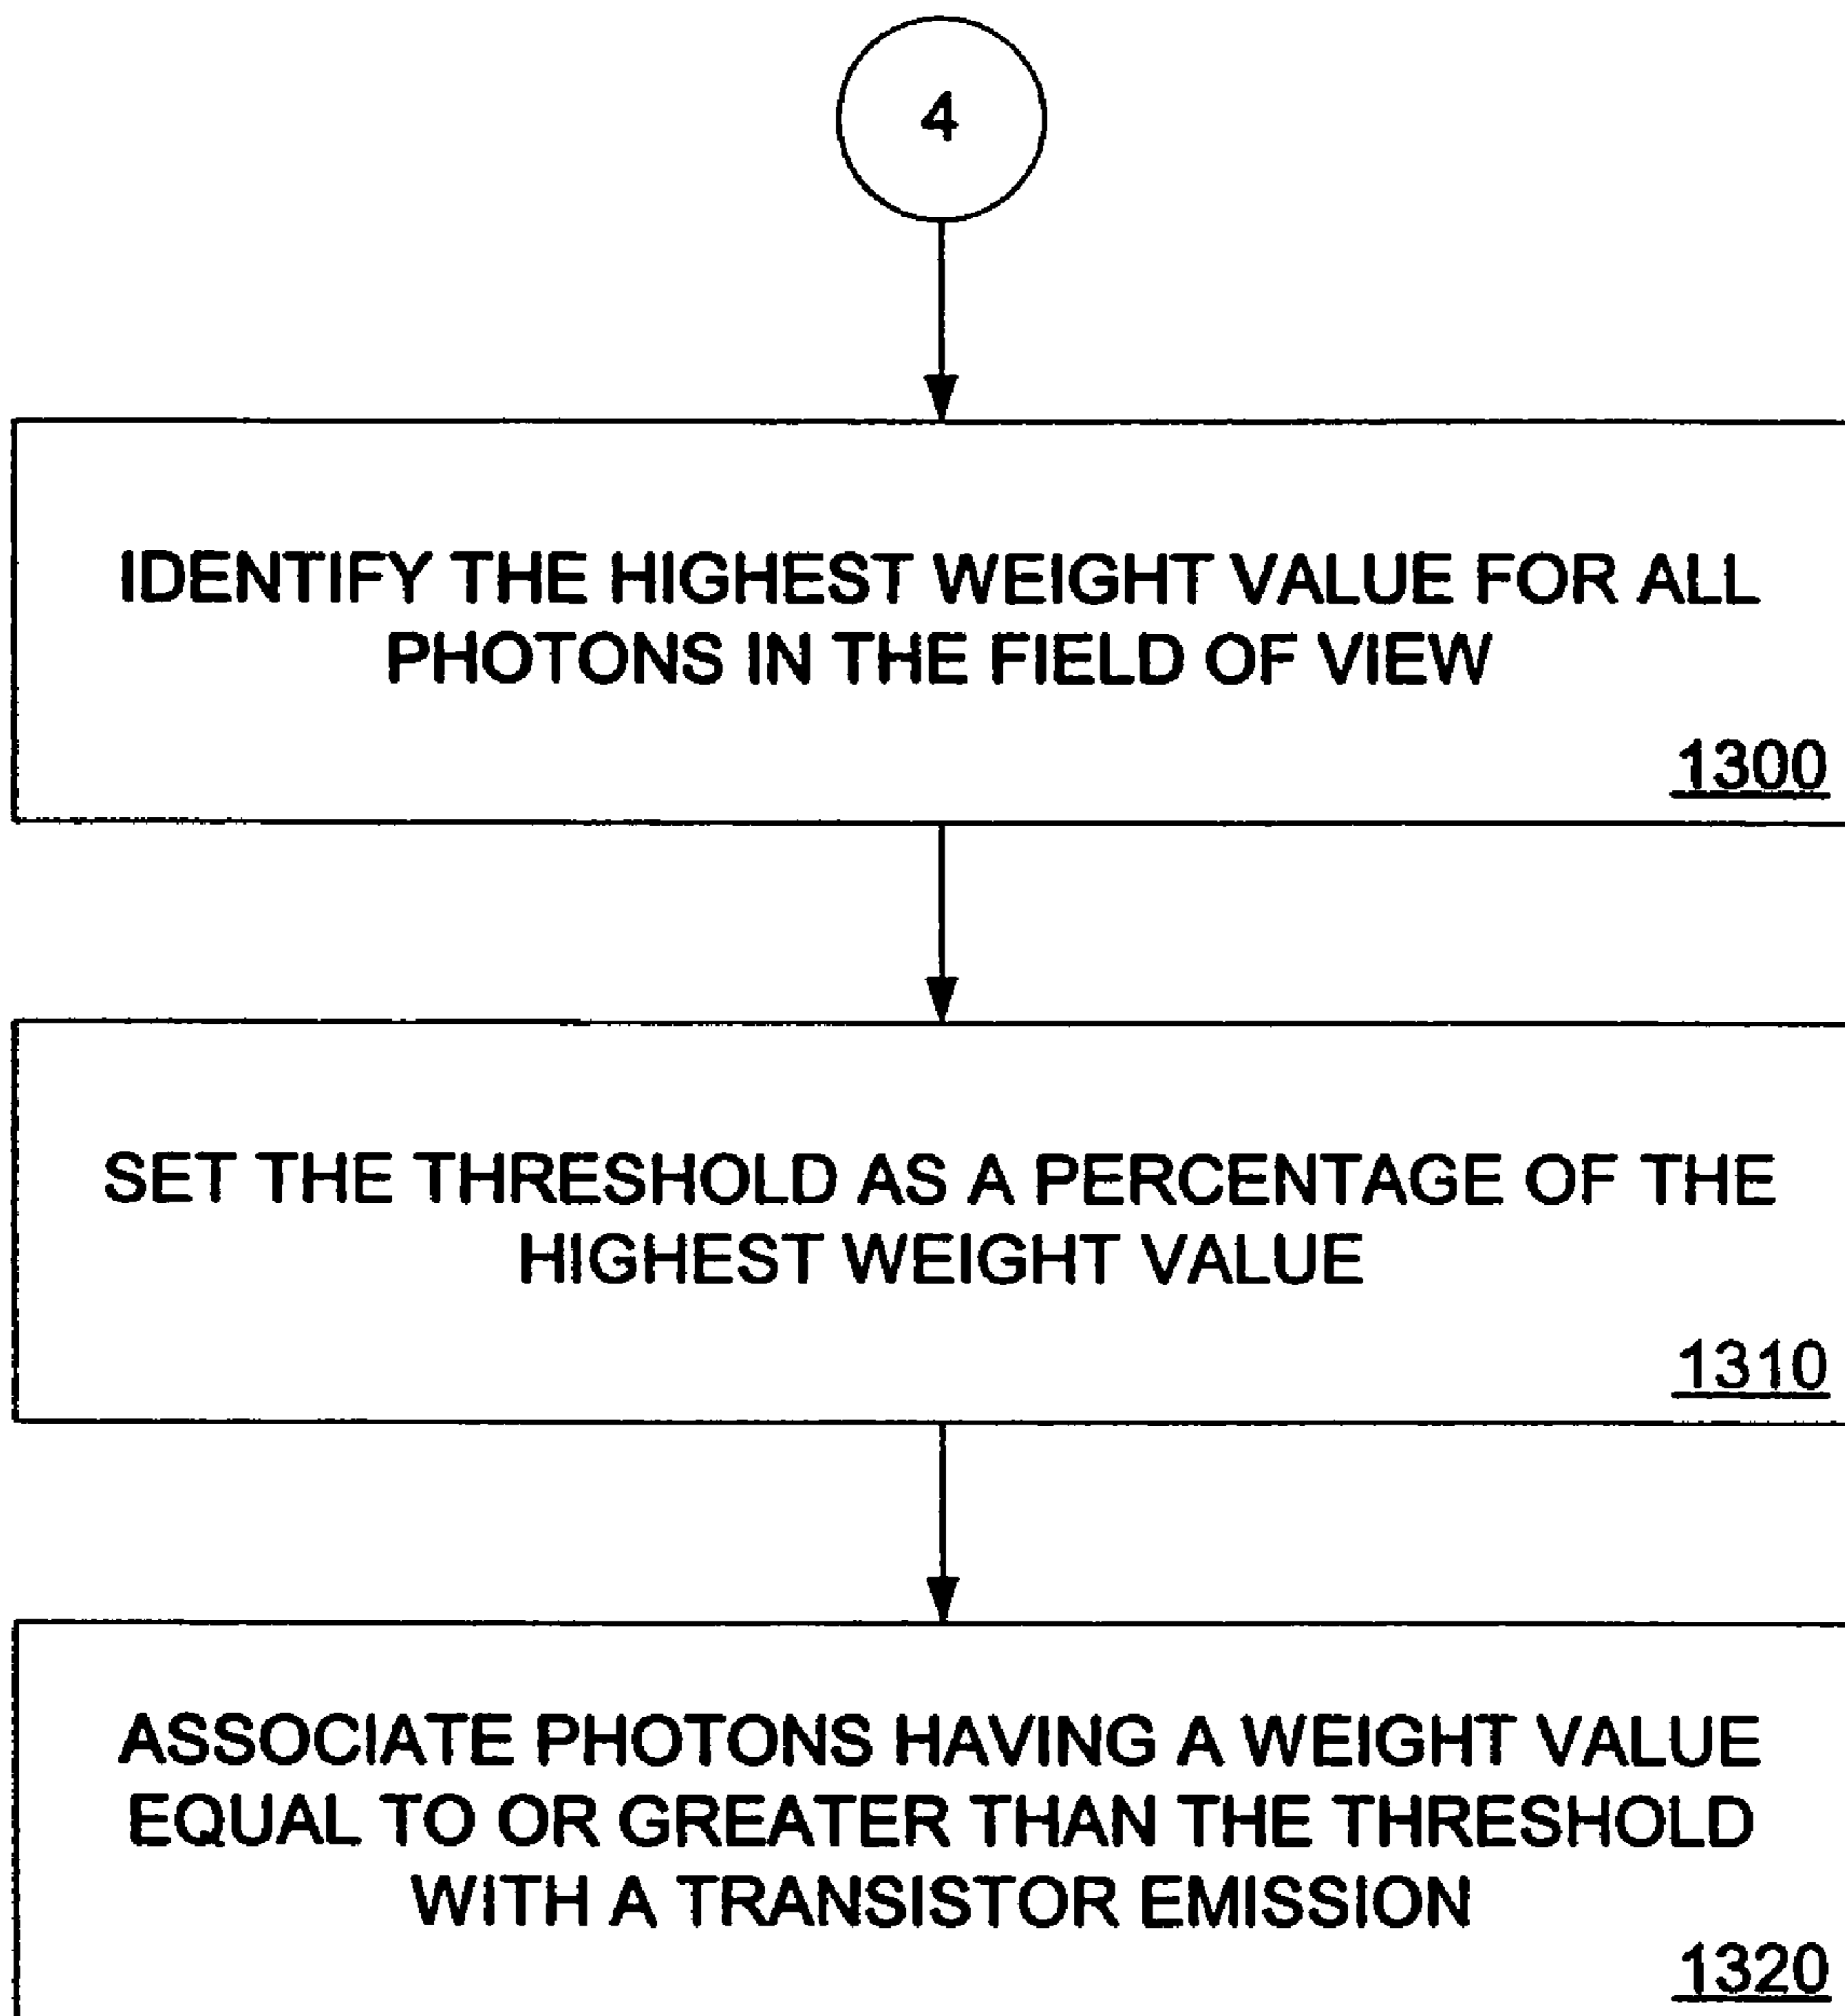 4
IDENTIFY THE HIGHEST WEIGHT VALUE FOR ALL
PHOTONS IN THE FIELD OF VIEW
1300
SET THE THRESHOLD AS A PERCENTAGE OF THE
HIGHEST WEIGHT VALUE
1310
ASSOCIATE PHOTONS HAVING A WEIGHT VALUE
EQUAL TO OR GREATER THAN THE THRESHOLD
WITH A TRANSISTOR EMISSION
1320